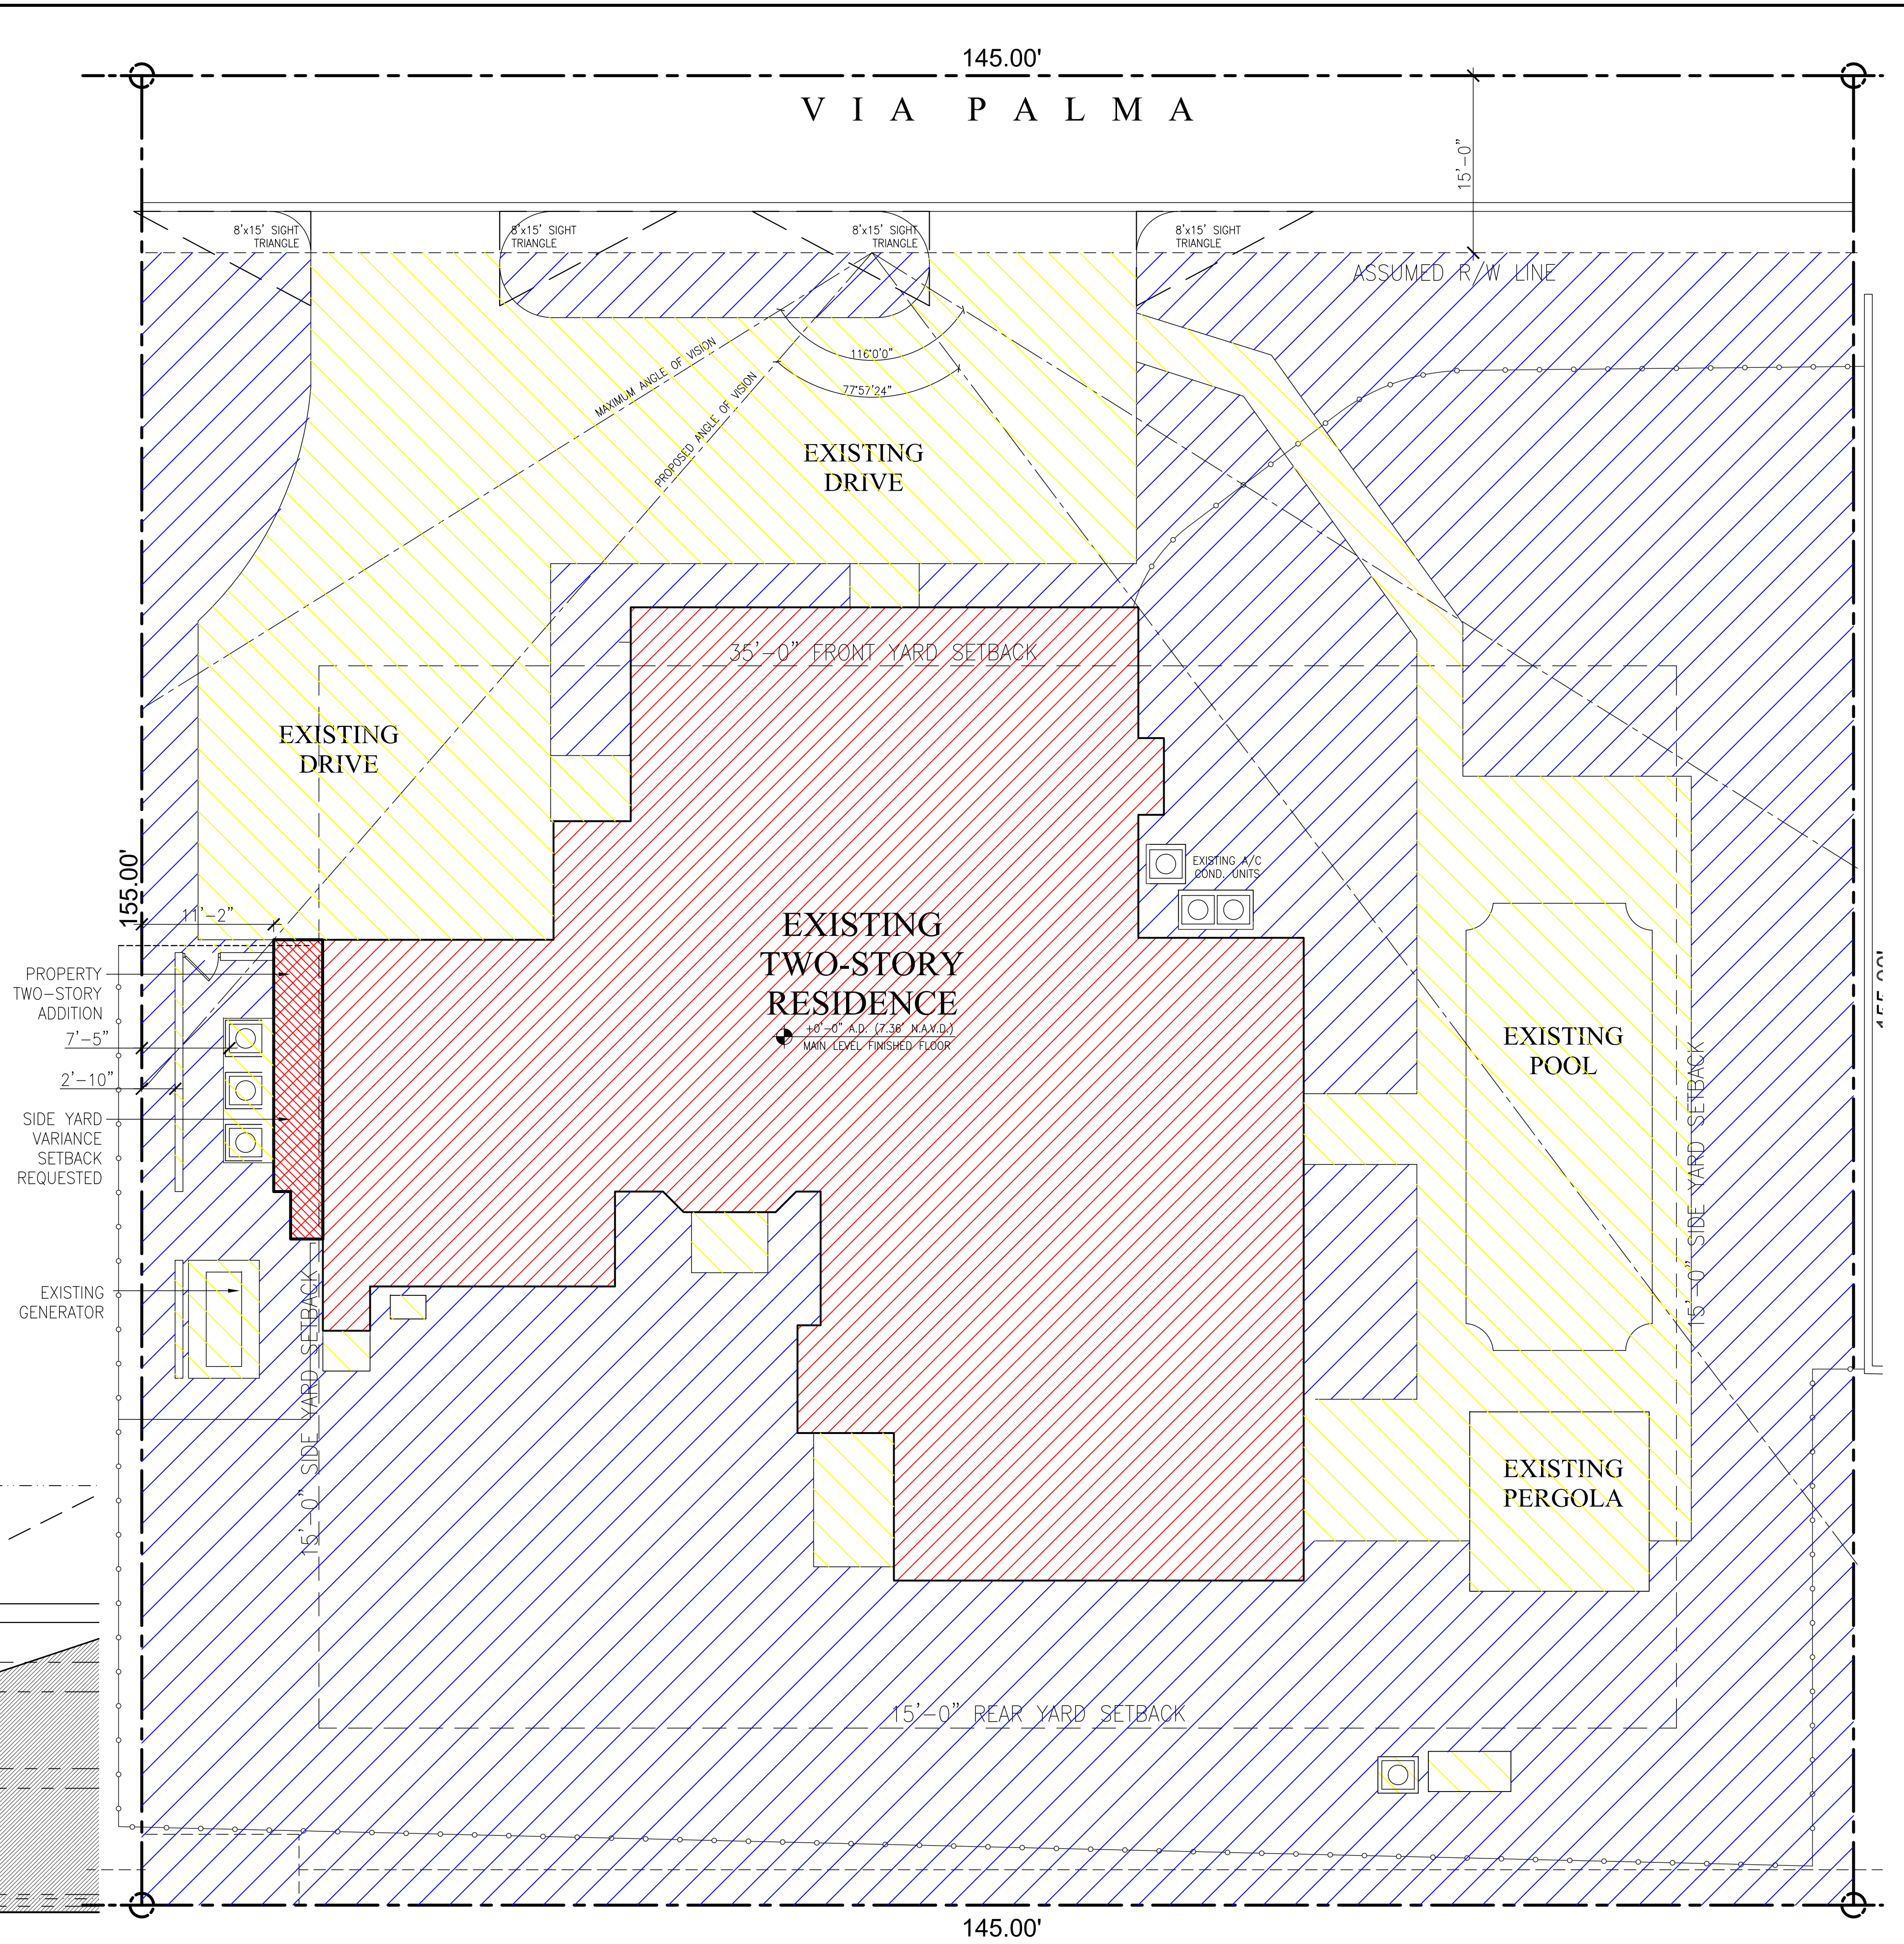 145.00'
VIA PALMA
15'-0"
8'x15' SIGHT
TRIANGLE
8'x15' SIGHT
TRIANGLE
8'x15' SIGHT
TRIANGLE
8'x15' SIGHT
TRIANGLE
ASSUMED R/W LINE
116°0'0"
77°57'24"
MAXIMUM ANGLE OF VISION
PROPOSED ANGLE OF VISION
EXISTING
DRIVE
35'-0" FRONT YARD SETBACK
EXISTING
DRIVE
155.00'
11'-2"
EXISTING A/C
COND. UNITS
EXISTING
TWO-STORY
RESIDENCE
+0'-0" A.D. (7.36' N.A.V.D.)
MAIN LEVEL FINISHED FLOOR
PROPERTY
TWO-STORY
ADDITION
7'-5"
2'-10"
SIDE YARD
VARIANCE
SETBACK
REQUESTED
EXISTING
GENERATOR
15'-0" SIDE YARD SETBACK
EXISTING
POOL
15'-0" SIDE YARD SETBACK
EXISTING
PERGOLA
15'-0" REAR YARD SETBACK
145.00'